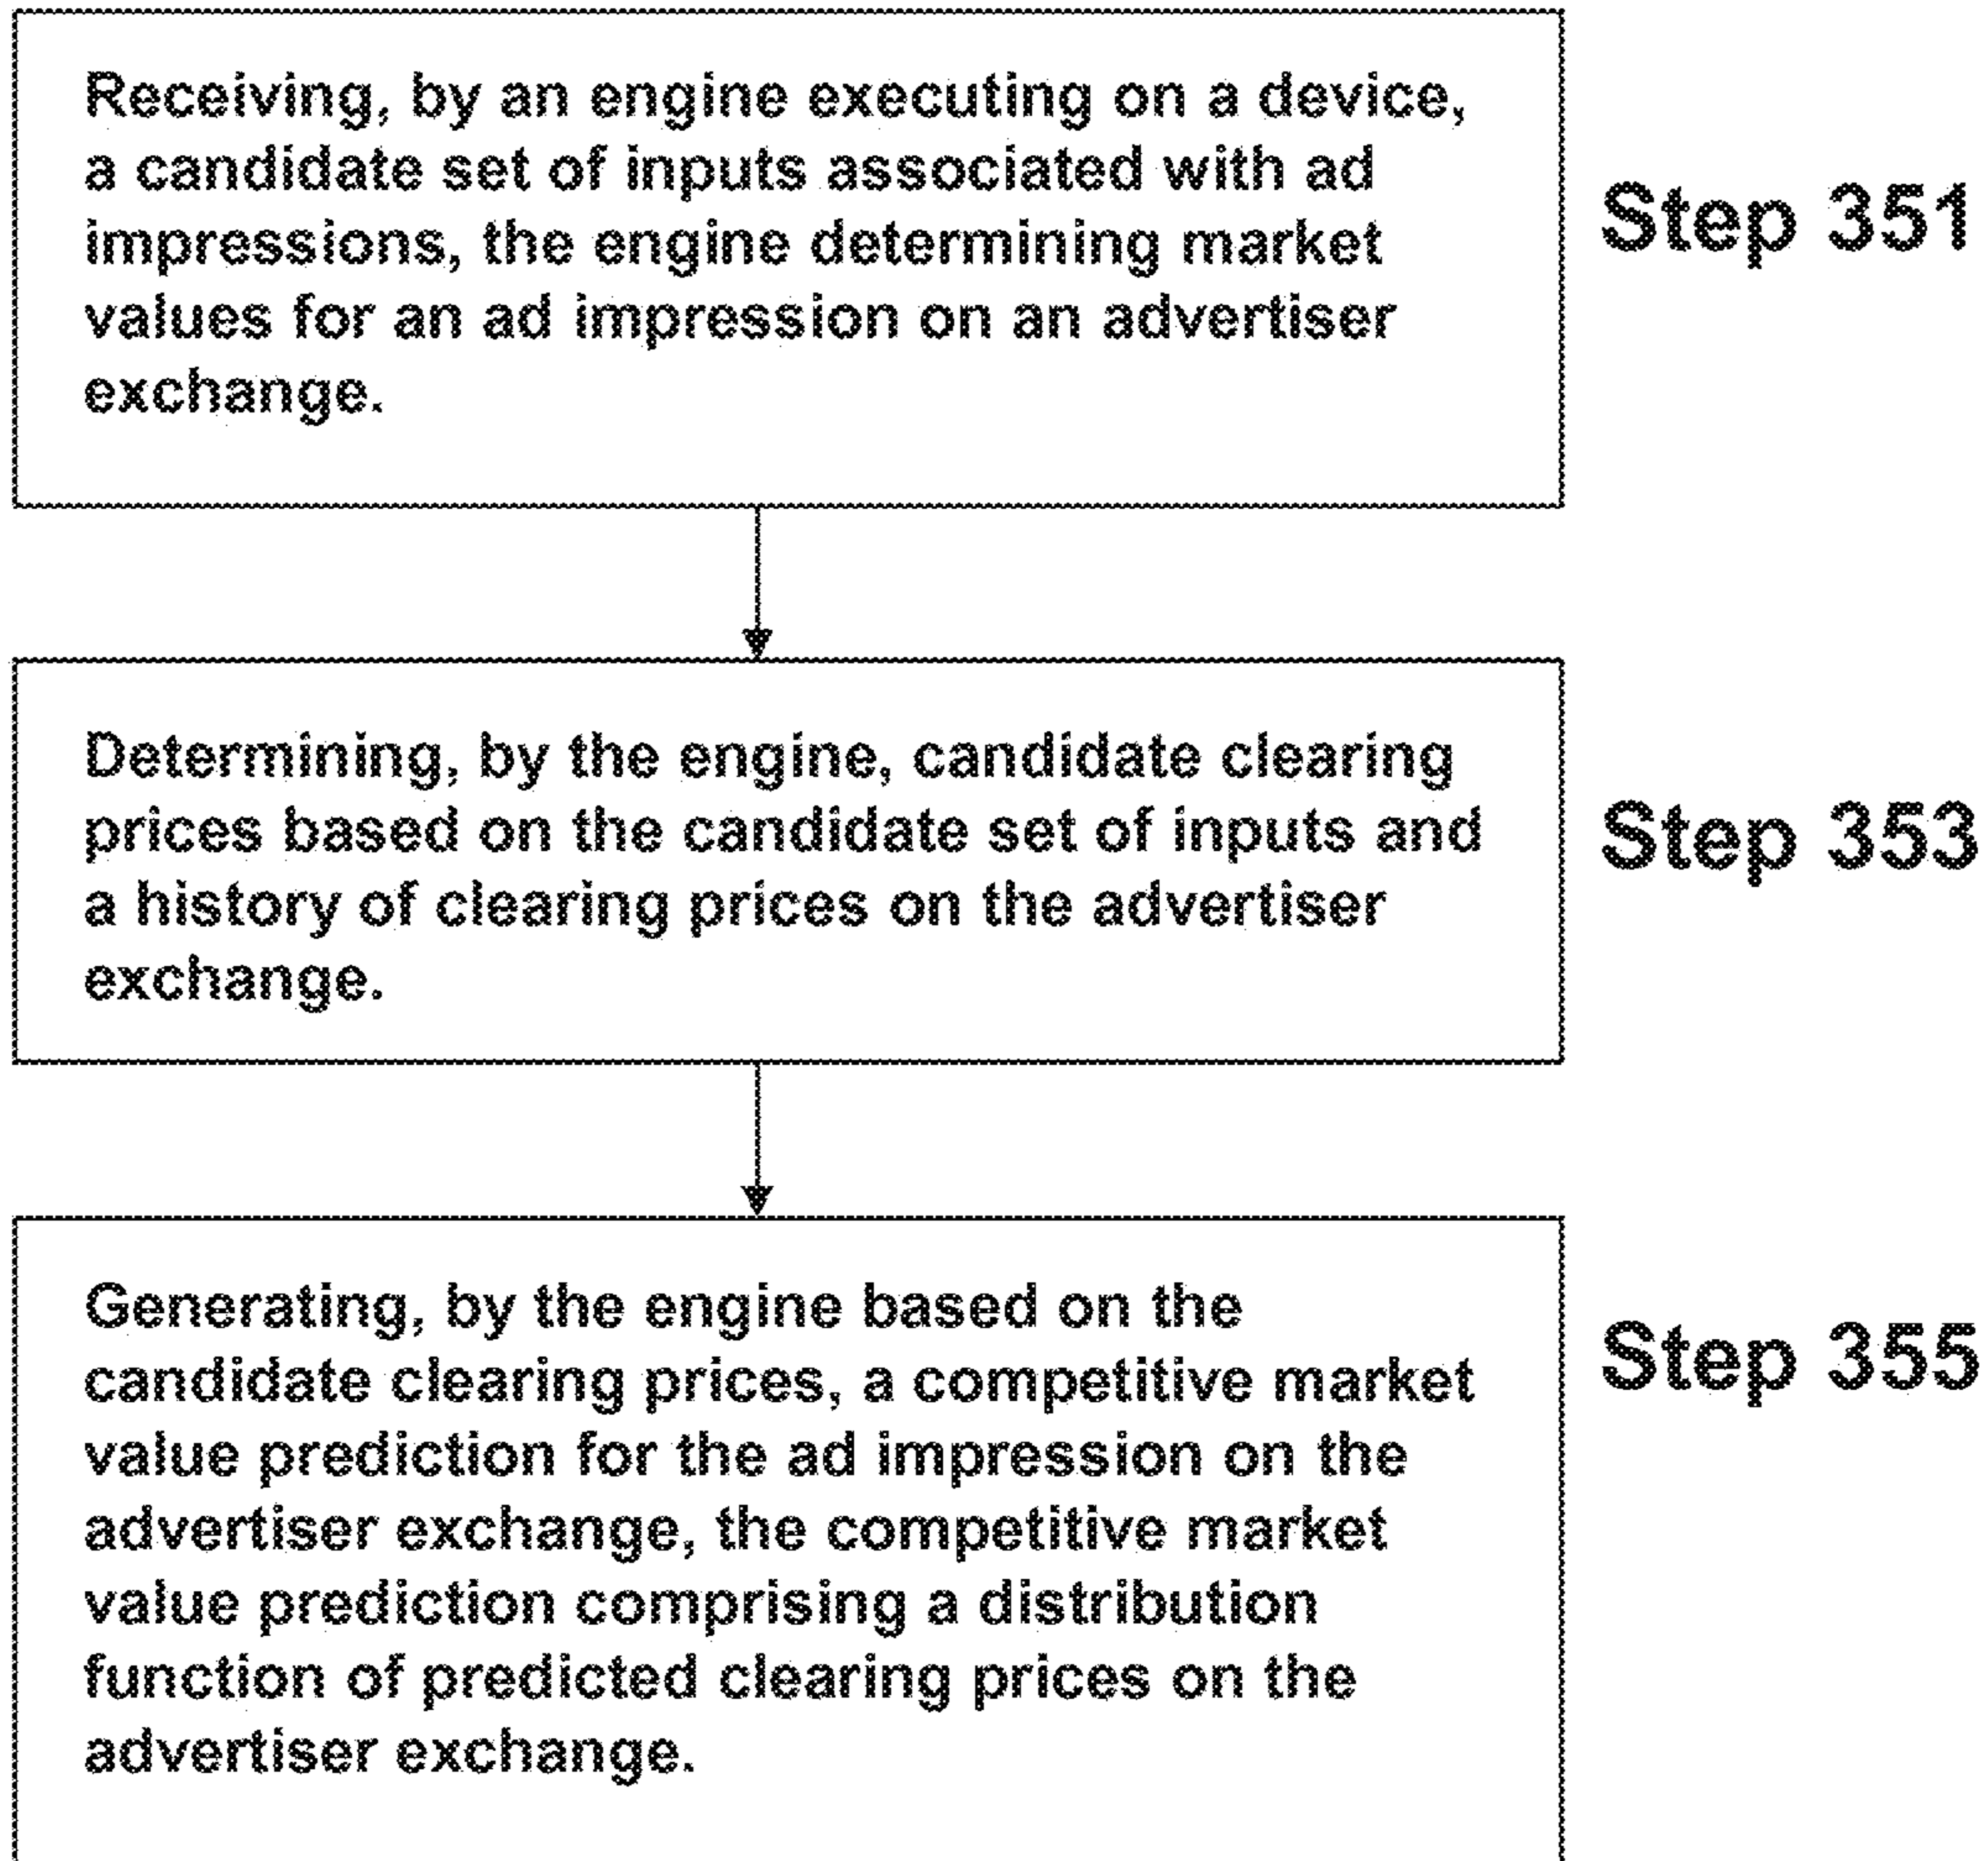 Receiving, by an engine executing on a device,
a candidate set of inputs associated with ad
impressions, the engine determining market
values for an ad impression on an advertiser
exchange.
Step 351
Determining, by the engine, candidate clearing
prices based on the candidate set of inputs and
a history of clearing prices on the advertiser
exchange.
Step 353
Generating, by the engine based on the
candidate clearing prices, a competitive market
value prediction for the ad impression on the
advertiser exchange, the competitive market
value prediction comprising a distribution
function of predicted clearing prices on the
advertiser exchange.
Step 355